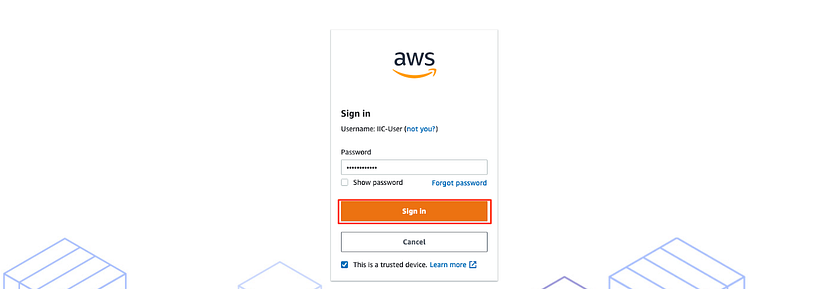 aws
Sign in
Username: IIC-User (not you?)
Password
••••••••••••
Show password Forgot password
Sign In
Cancel
This is a trusted device. Learn more